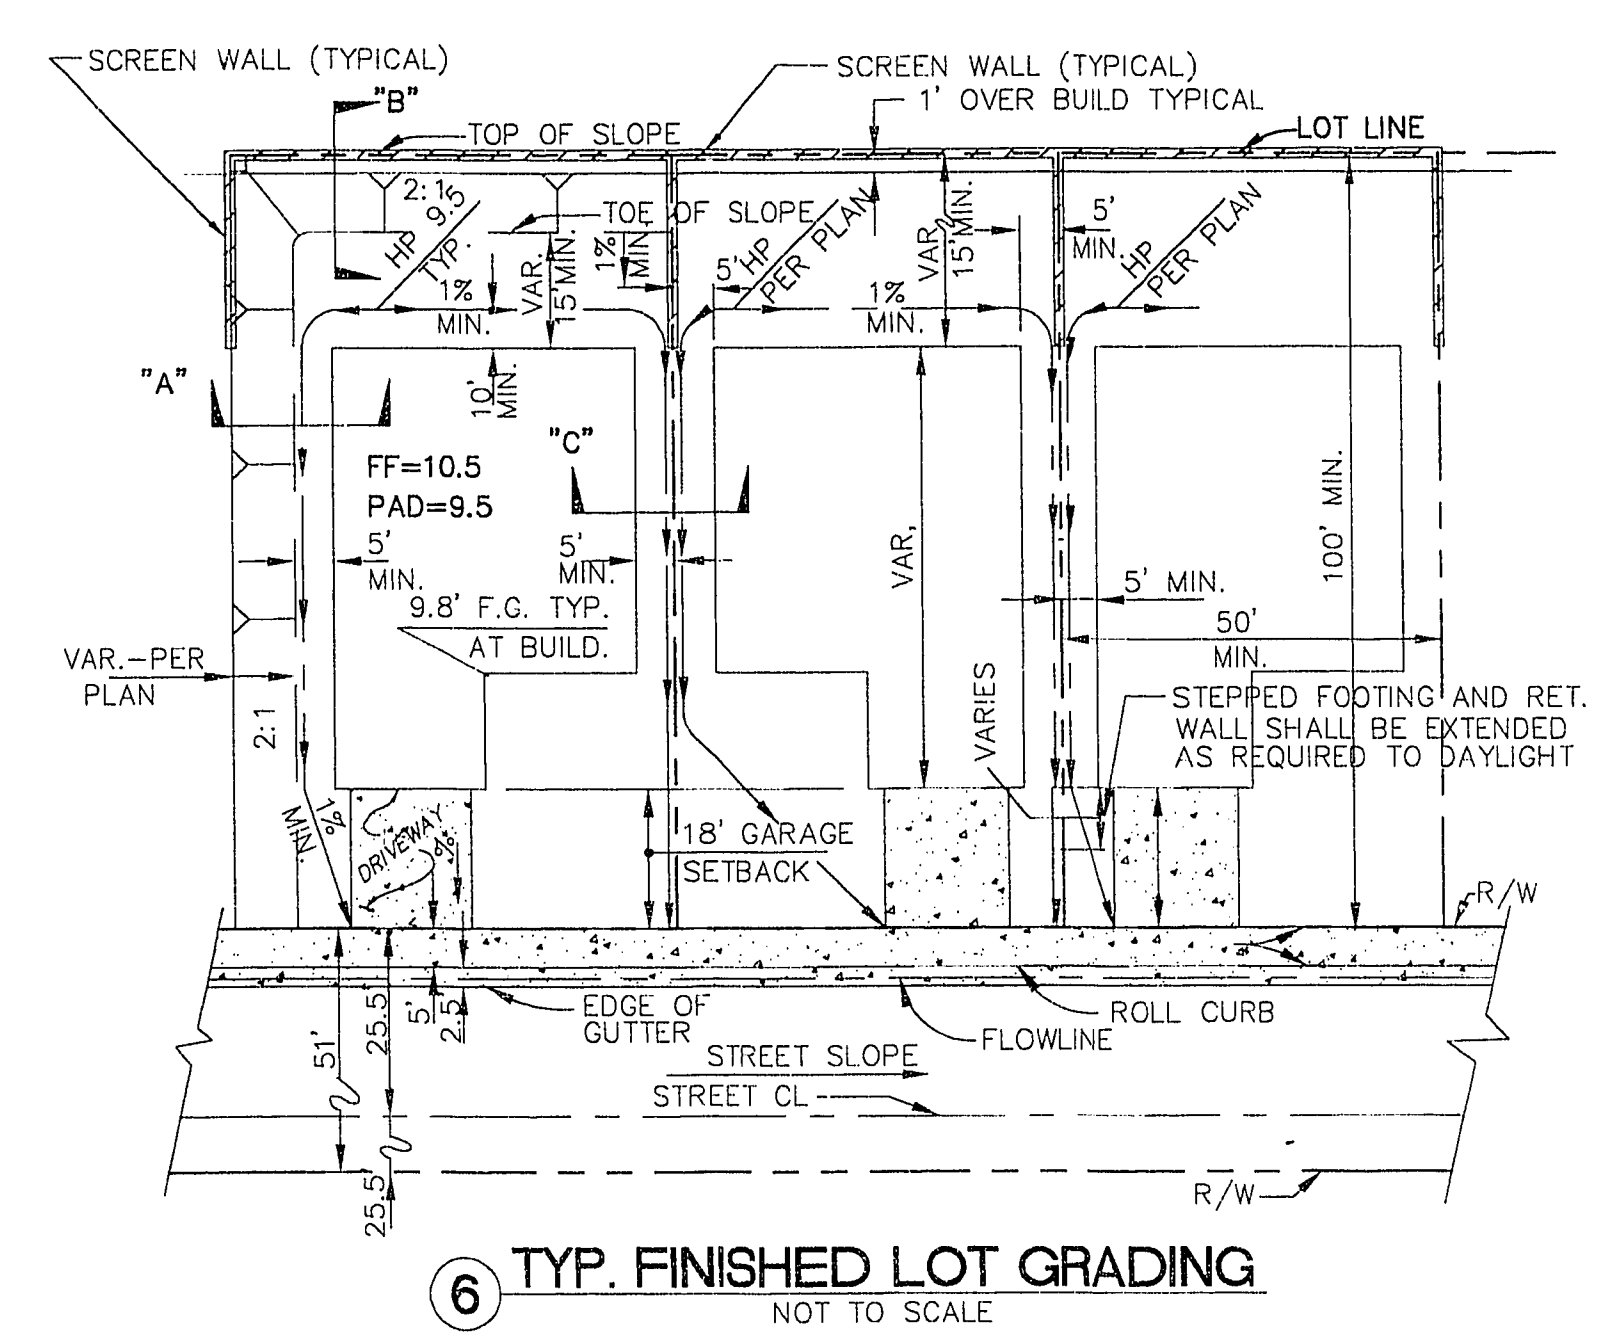 SCREEN WALL (TYPICAL)
SCREEN WALL (TYPICAL)
"B"
1' OVER BUILD TYPICAL
TOP OF SLOPE
LOT LINE
2:1
HP 9.5
TYP.
TOE OF SLOPE
1%
MIN.
VAR.
15' MIN.
1%
MIN.
5'
HP
PER PLAN
VAR.
15' MIN.
5'
MIN.
HP
PER PLAN
1%
MIN.
"A"
10'
MIN.
"C"
FF=10.5
PAD=9.5
5'
MIN.
5'
MIN.
VAR,
100' MIN.
9.8' F.G. TYP.
AT BUILD.
5' MIN.
50'
MIN.
VAR.-PER
PLAN
2:1
VARIES
STEPPED FOOTING AND RET.
WALL SHALL BE EXTENDED
AS REQUIRED TO DAYLIGHT
1%
MIN.
DRIVEWAY
%
18' GARAGE
SETBACK
R/W
51'
25.5'
5'
2.5'
EDGE OF
GUTTER
ROLL CURB
FLOWLINE
STREET SLOPE
STREET CL
25.5'
R/W
6
TYP. FINISHED LOT GRADING
NOT TO SCALE